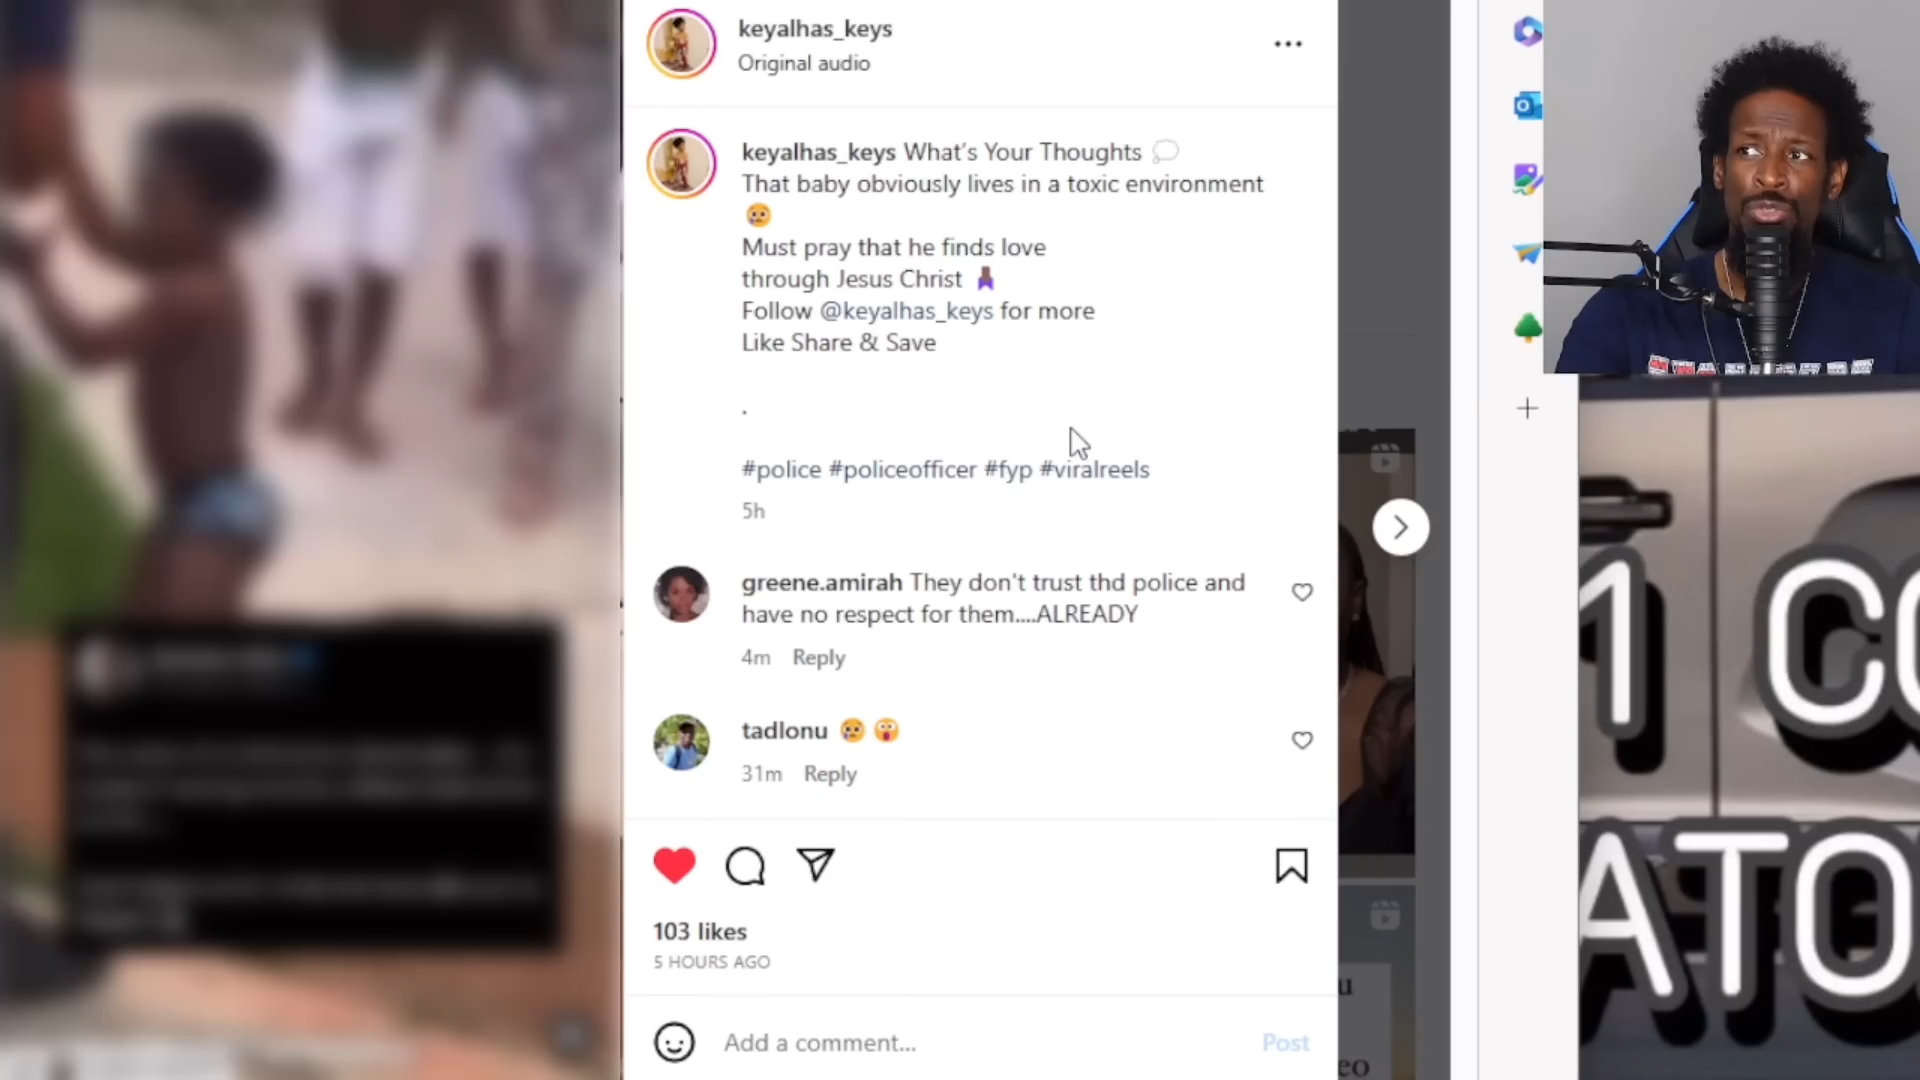 keyalhas_keys
Original audio
keyalhas_keys What's Your Thoughts 💭
That baby obviously lives in a toxic environment
😢
Must pray that he finds love
through Jesus Christ
Follow @keyalhas_keys for more
Like Share & Save
.
#police #policeofficer #fyp #viralreels
5h
greene.amirah They don't trust thd police and
have no respect for them....ALREADY
4m Reply
tadlonu 😢 😲
31m Reply
103 likes
5 HOURS AGO
Add a comment...
Post